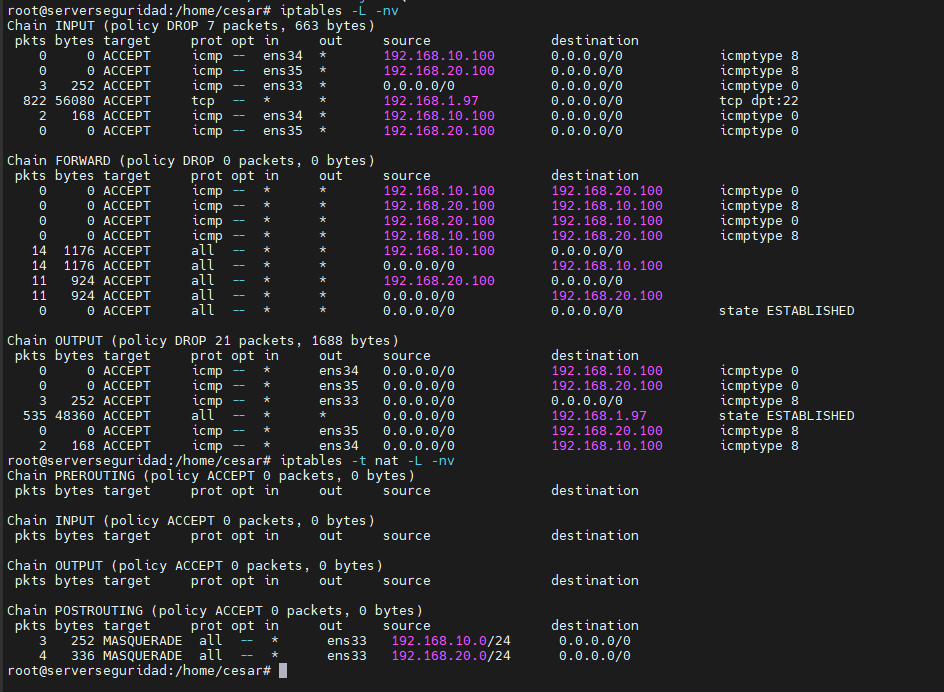 root@serverseguridad:/home/cesar# iptables -L -nv
Chain INPUT (policy DROP 7 packets, 663 bytes)
pkts bytes target prot opt in out source destination
0 0 ACCEPT icmp -- ens34 * 192.168.10.100 0.0.0.0/0 icmptype 8
0 0 ACCEPT icmp -- ens35 * 192.168.20.100 0.0.0.0/0 icmptype 8
3 252 ACCEPT icmp -- ens33 * 0.0.0.0/0 0.0.0.0/0 icmptype 0
822 56080 ACCEPT tcp -- * * 192.168.1.97 0.0.0.0/0 tcp dpt:22
2 168 ACCEPT icmp -- ens34 * 192.168.10.100 0.0.0.0/0 icmptype 0
0 0 ACCEPT icmp -- ens35 * 192.168.20.100 0.0.0.0/0 icmptype 0
Chain FORWARD (policy DROP 0 packets, 0 bytes)
pkts bytes target prot opt in out source destination
0 0 ACCEPT icmp -- * * 192.168.10.100 192.168.20.100 icmptype 0
0 0 ACCEPT icmp -- * * 192.168.10.100 192.168.20.100 icmptype 8
0 0 ACCEPT icmp -- * * 192.168.20.100 192.168.10.100 icmptype 0
0 0 ACCEPT icmp -- * * 192.168.20.100 192.168.10.100 icmptype 8
14 1176 ACCEPT all -- * * 192.168.10.100 0.0.0.0/0
14 1176 ACCEPT all -- * * 0.0.0.0/0 192.168.10.100
11 924 ACCEPT all -- * * 192.168.20.100 0.0.0.0/0
11 924 ACCEPT all -- * * 0.0.0.0/0 192.168.20.100
0 0 ACCEPT all -- * * 0.0.0.0/0 0.0.0.0/0 state ESTABLISHED
Chain OUTPUT (policy DROP 21 packets, 1688 bytes)
pkts bytes target prot opt in out source destination
0 0 ACCEPT icmp -- * ens34 0.0.0.0/0 192.168.10.100 icmptype 0
0 0 ACCEPT icmp -- * ens35 0.0.0.0/0 192.168.20.100 icmptype 0
3 252 ACCEPT icmp -- * ens33 0.0.0.0/0 0.0.0.0/0 icmptype 8
535 48360 ACCEPT all -- * * 0.0.0.0/0 192.168.1.97 state ESTABLISHED
0 0 ACCEPT icmp -- * ens35 0.0.0.0/0 192.168.20.100 icmptype 8
2 168 ACCEPT icmp -- * ens34 0.0.0.0/0 192.168.10.100 icmptype 8
root@serverseguridad:/home/cesar# iptables -t nat -L -nv
Chain PREROUTING (policy ACCEPT 0 packets, 0 bytes)
pkts bytes target prot opt in out source destination
Chain INPUT (policy ACCEPT 0 packets, 0 bytes)
pkts bytes target prot opt in out source destination
Chain OUTPUT (policy ACCEPT 0 packets, 0 bytes)
pkts bytes target prot opt in out source destination
Chain POSTROUTING (policy ACCEPT 0 packets, 0 bytes)
pkts bytes target prot opt in out source destination
3 252 MASQUERADE all -- * ens33 192.168.10.0/24 0.0.0.0/0
4 336 MASQUERADE all -- * ens33 192.168.20.0/24 0.0.0.0/0
root@serverseguridad:/home/cesar#